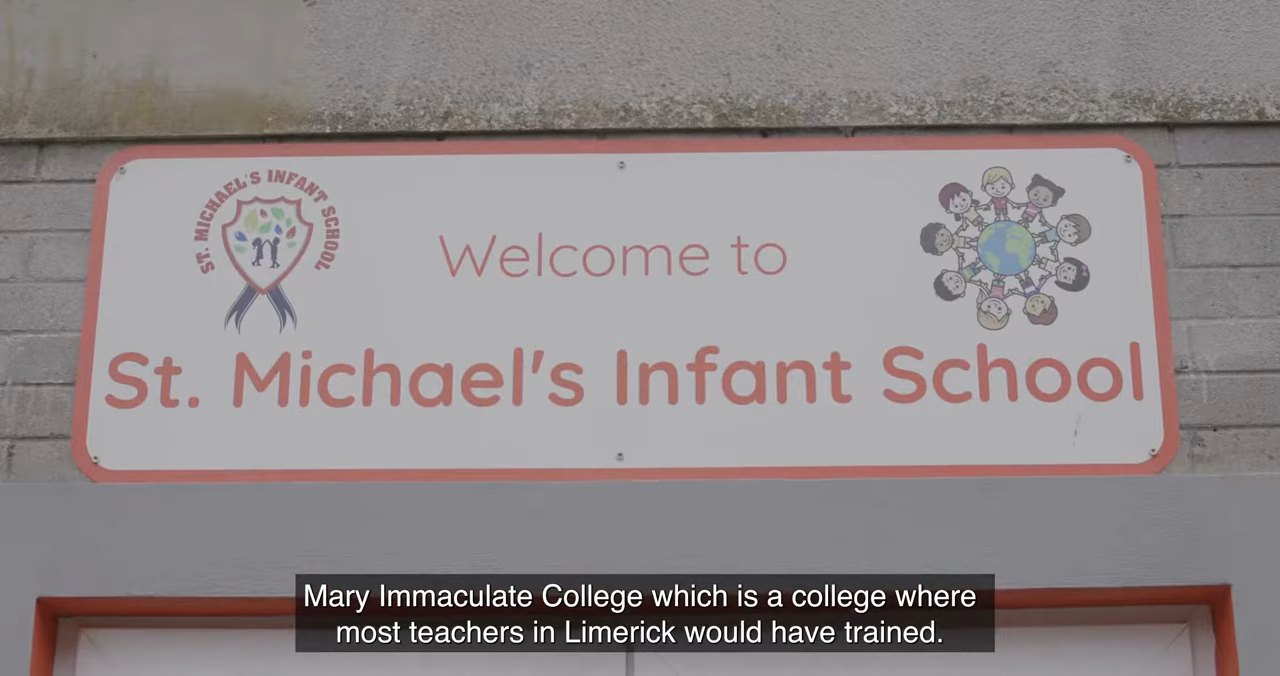 ST. MICHAEL'S INFANT SCHOOL
Welcome to
St. Michael's Infant School
Mary Immaculate College which is a college where
most teachers in Limerick would have trained.